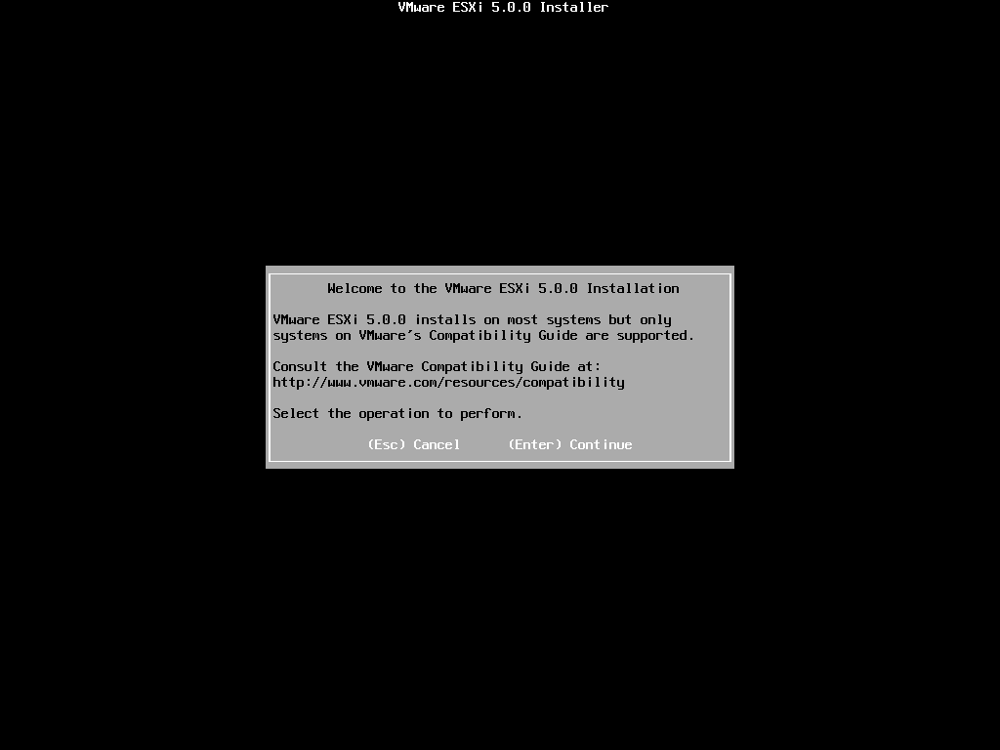 VMware ESXi 5.0.0 Installer
Welcome to the VMware ESXi 5.0.0 Installation
VMware ESXi 5.0.0 installs on most systems but only
systems on VMware's Compatibility Guide are supported.
Consult the VMware Compatibility Guide at:
http://www.vmware.com/resources/compatibility
Select the operation to perform.
(Esc) Cancel (Enter) Continue